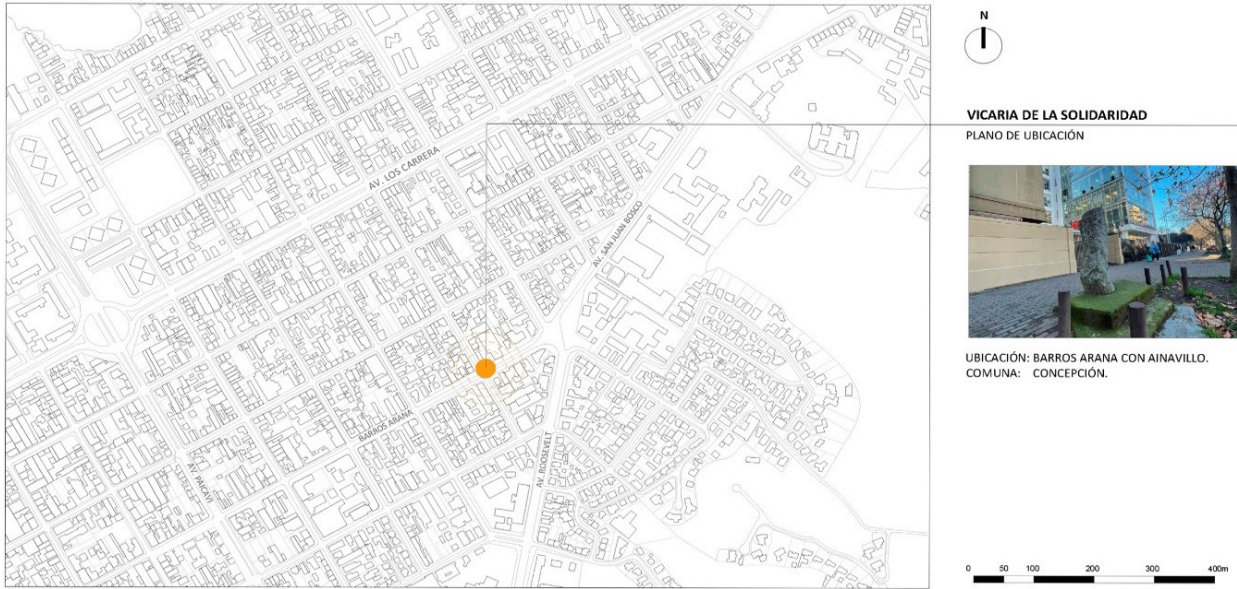 N
VICARIA DE LA SOLIDARIDAD
PLANO DE UBICACIÓN
AV. LOS CARRERA
AV. SAN JUAN BOSCO
BARROS ARANA
AV. ROOSEVELT
AV. PAICAVI
UBICACIÓN: BARROS ARANA CON AINAVILLO.
COMUNA: CONCEPCIÓN.
0 50 100 200 300 400m